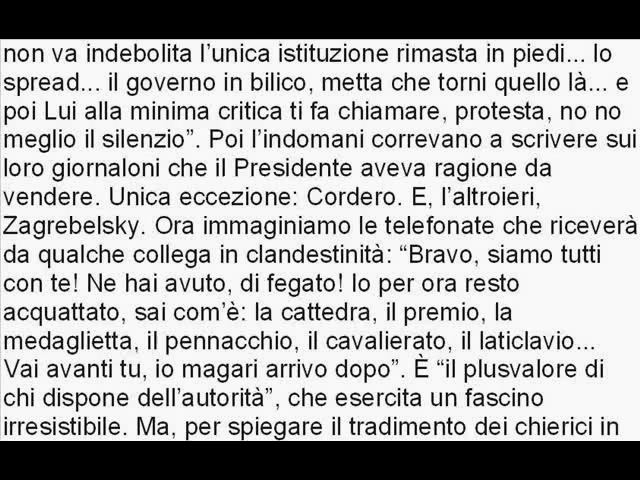 non va indebolita l’unica istituzione rimasta in piedi... lo
spread... il governo in bilico, metta che torni quello là... e
poi Lui alla minima critica ti fa chiamare, protesta, no no
meglio il silenzio”. Poi l’indomani correvano a scrivere sui
loro giornaloni che il Presidente aveva ragione da
vendere. Unica eccezione: Cordero. E, l’altroieri,
Zagrebelsky. Ora immaginiamo le telefonate che riceverà
da qualche collega in clandestinità: “Bravo, siamo tutti
con te! Ne hai avuto, di fegato! Io per ora resto
acquattato, sai com’è: la cattedra, il premio, la
medaglietta, il pennacchio, il cavalierato, il laticlavio...
Vai avanti tu, io magari arrivo dopo”. È “il plusvalore di
chi dispone dell’autorità”, che esercita un fascino
irresistibile. Ma, per spiegare il tradimento dei chierici in